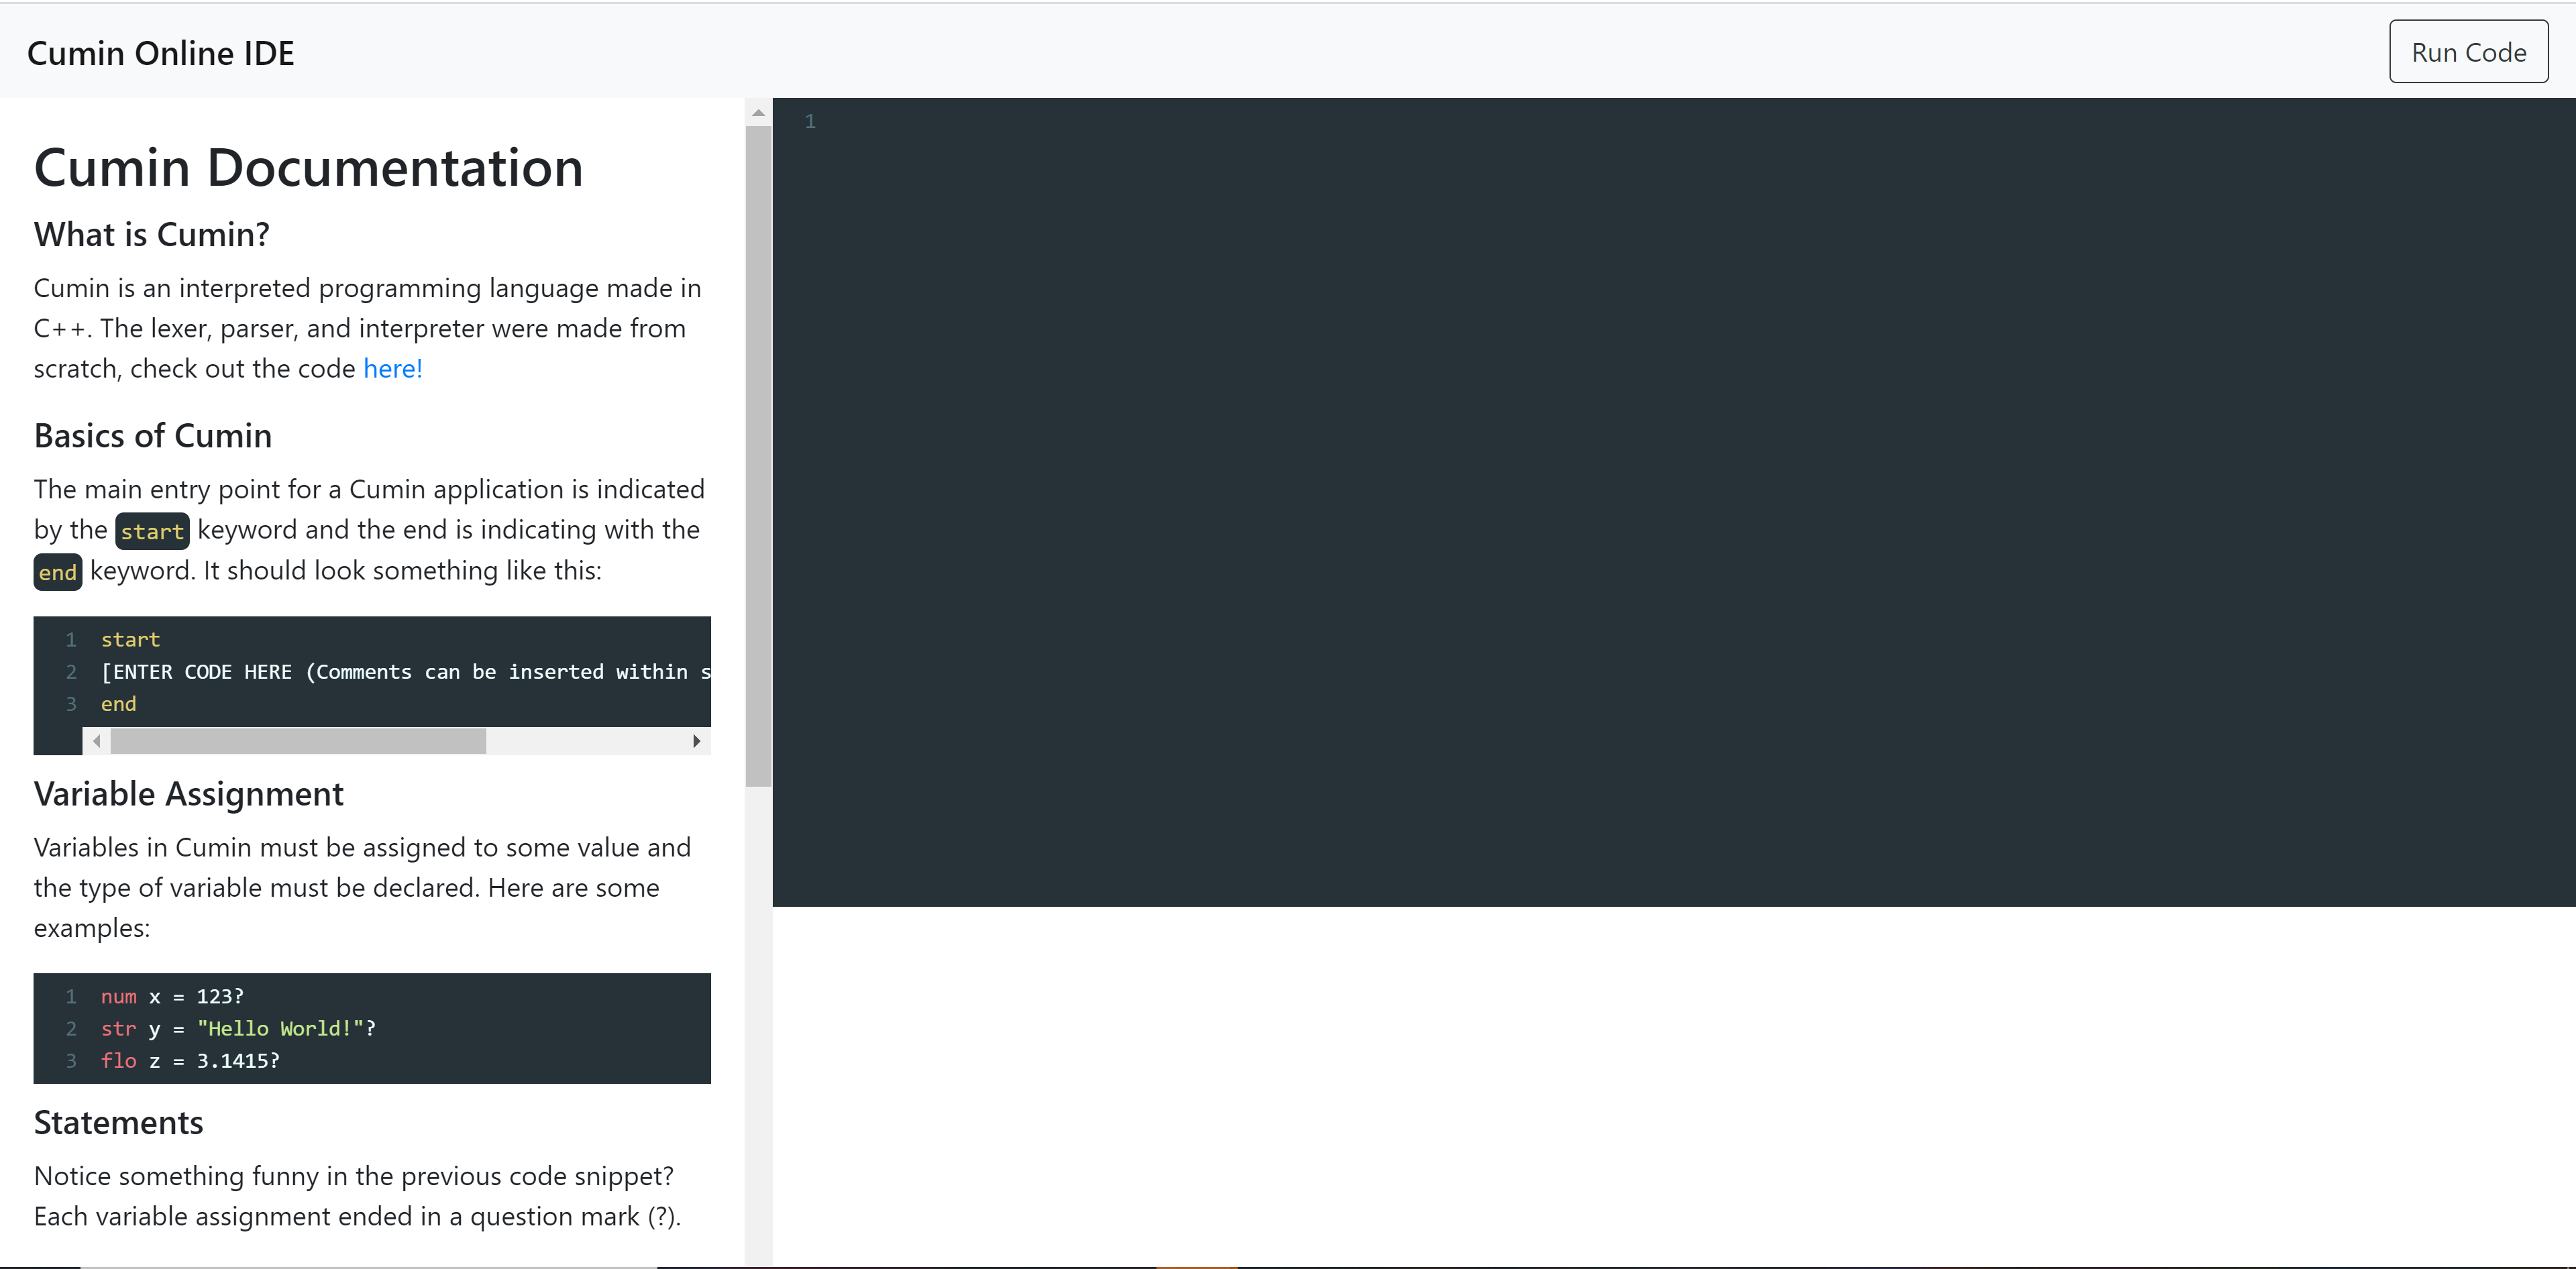 Cumin Online IDE
Run Code
Cumin Documentation
What is Cumin?
Cumin is an interpreted programming language made in
C++. The lexer, parser, and interpreter were made from
scratch, check out the code here!
Basics of Cumin
The main entry point for a Cumin application is indicated
by the start keyword and the end is indicating with the
end keyword. It should look something like this:
1 start
2 [ENTER CODE HERE (Comments can be inserted within s
3 end
Variable Assignment
Variables in Cumin must be assigned to some value and
the type of variable must be declared. Here are some
examples:
1 num x = 123?
2 str y = "Hello World!"?
3 flo z = 3.1415?
Statements
Notice something funny in the previous code snippet?
Each variable assignment ended in a question mark (?).
1